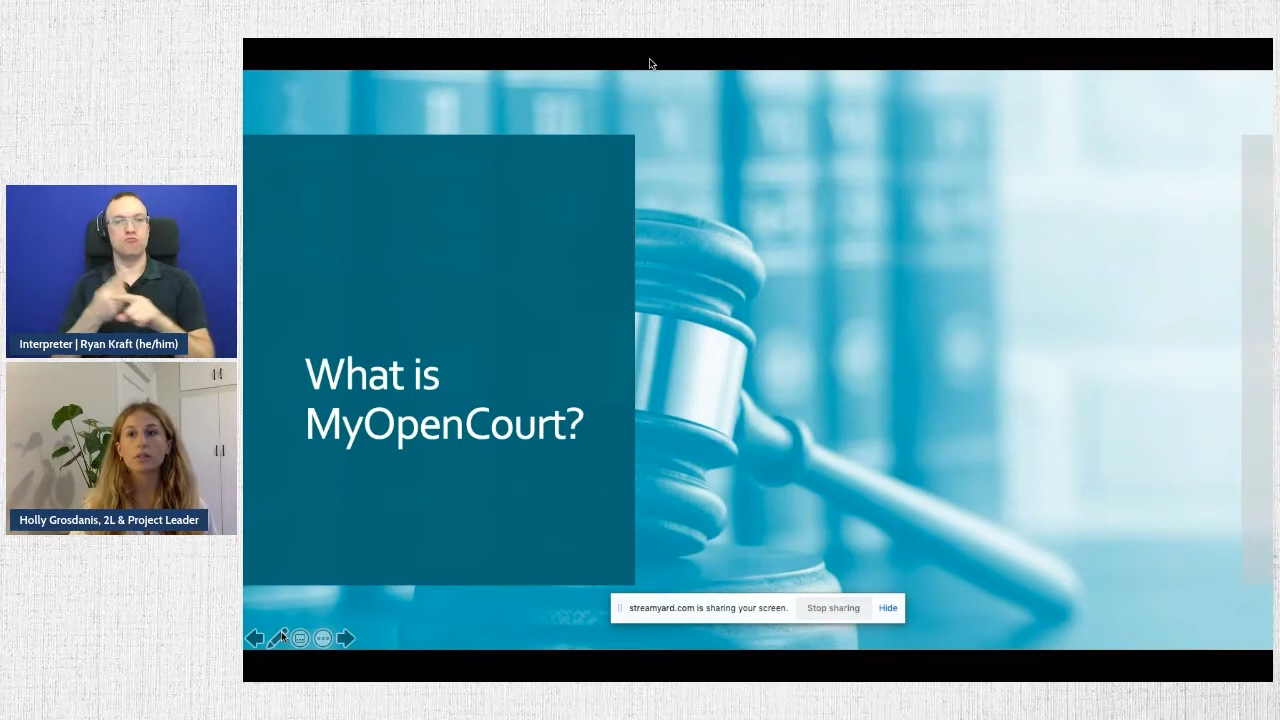 Interpreter | Ryan Kraft (he/him)
Holly Grosdanis, 2L & Project Leader
What is
MyOpenCourt?
streamyard.com is sharing your screen.
Stop sharing
Hide